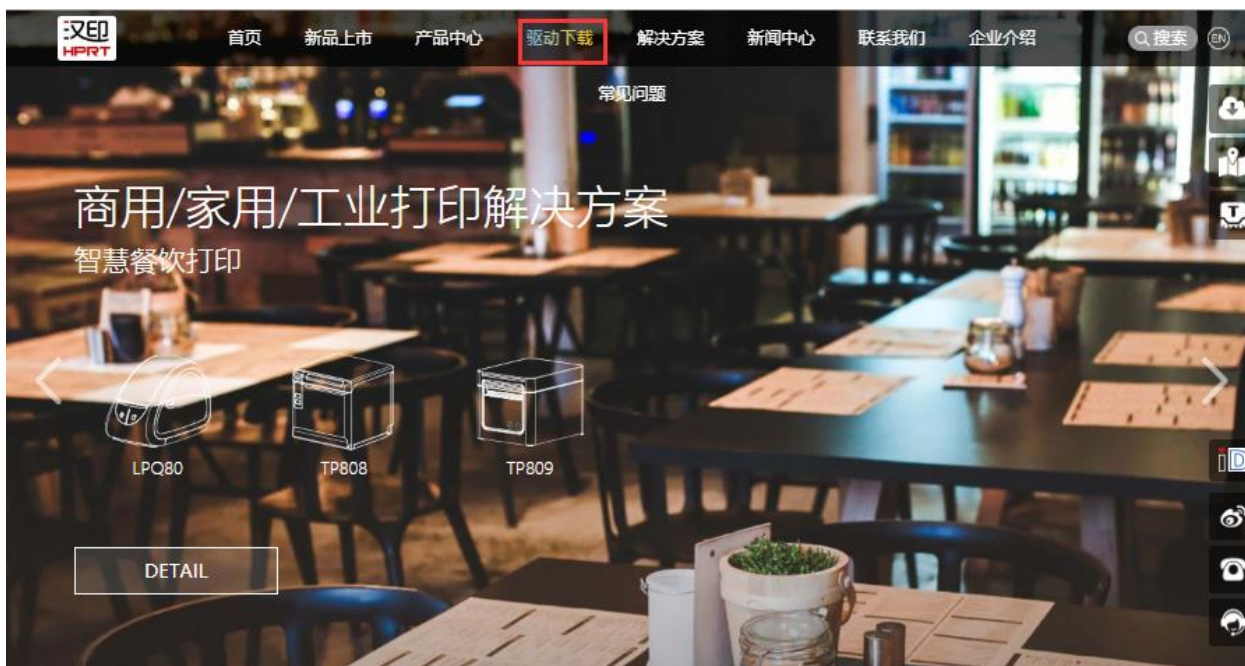 汉印
HPRT
首页 新品上市 产品中心 驱动下载 解决方案 新闻中心 联系我们 企业介绍 搜索 EN
常见问题
商用/家用/工业打印解决方案
智慧餐饮打印
LPQ80 TP808 TP809
DETAIL